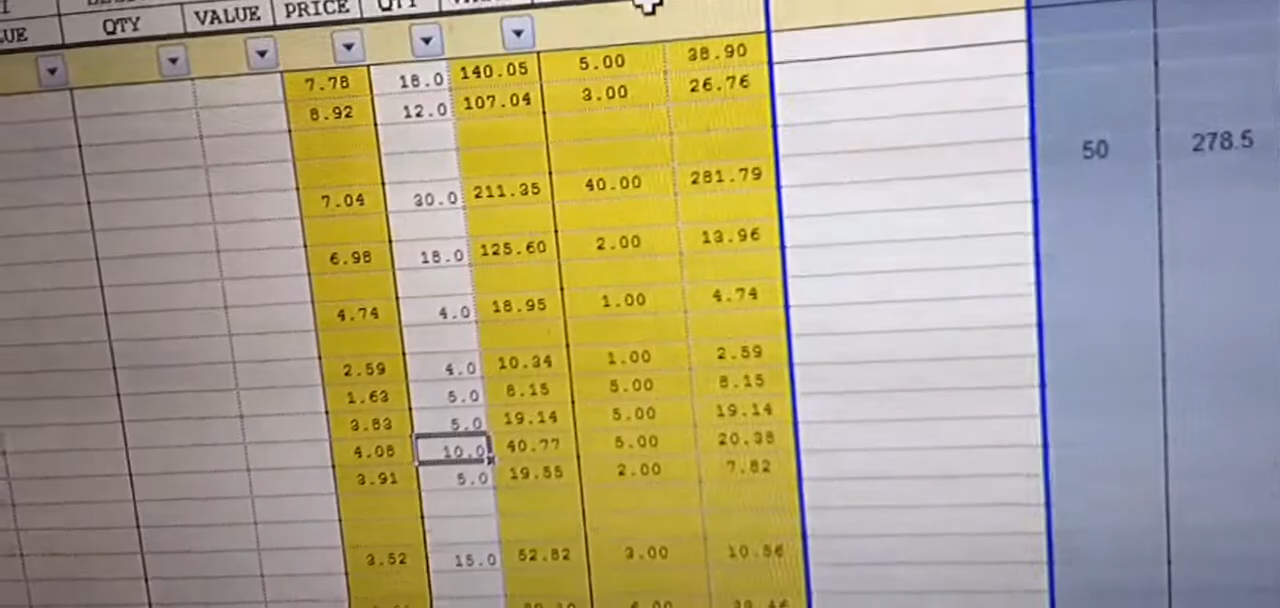 QTY VALUE PRICE
UE
7.78 18.0 140.05 5.00 38.90
8.92 12.0 107.04 3.00 26.76
50 278.5
7.04 30.0 211.35 40.00 281.79
6.98 18.0 125.60 2.00 13.96
4.74 4.0 18.95 1.00 4.74
2.59 4.0 10.34 1.00 2.59
1.63 5.0 8.15 5.00 8.15
3.83 5.0 19.14 5.00 19.14
4.08 10.0 40.77 5.00 20.38
3.91 5.0 19.55 2.00 7.82
3.52 15.0 52.82 3.00 10.56